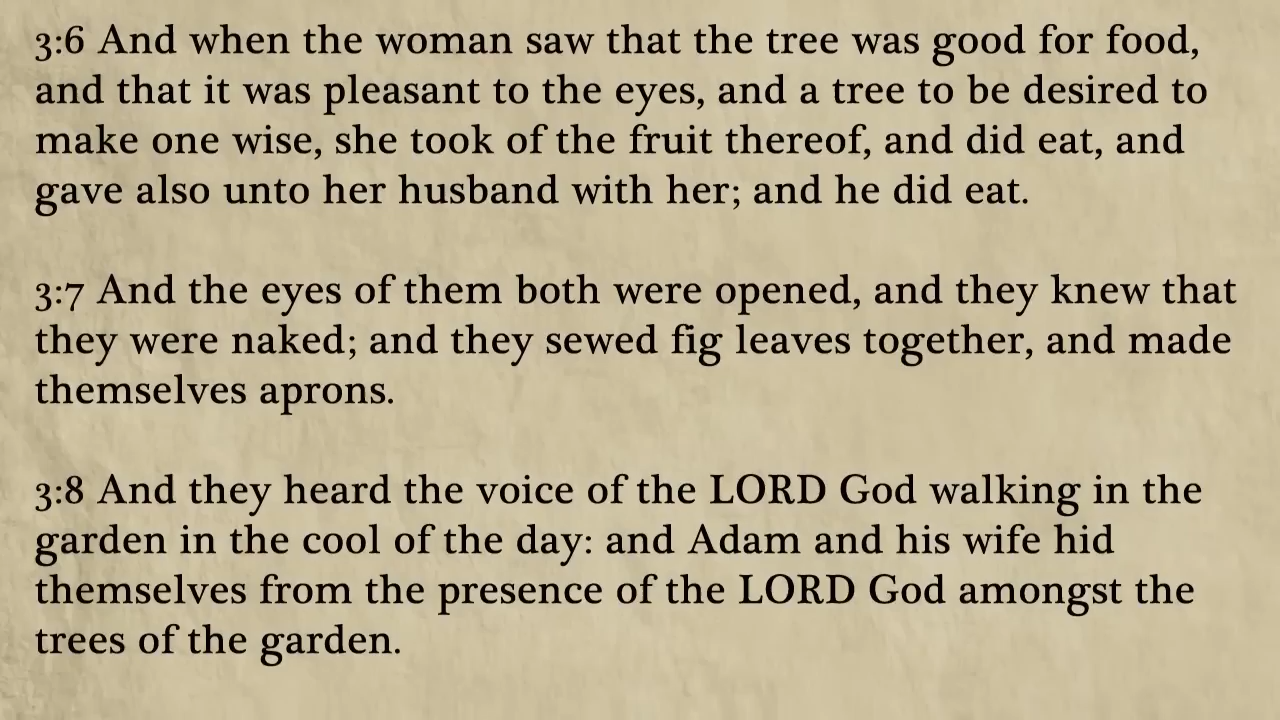 3:6 And when the woman saw that the tree was good for food,
and that it was pleasant to the eyes, and a tree to be desired to
make one wise, she took of the fruit thereof, and did eat, and
gave also unto her husband with her; and he did eat.
3:7 And the eyes of them both were opened, and they knew that
they were naked; and they sewed fig leaves together, and made
themselves aprons.
3:8 And they heard the voice of the LORD God walking in the
garden in the cool of the day: and Adam and his wife hid
themselves from the presence of the LORD God amongst the
trees of the garden.